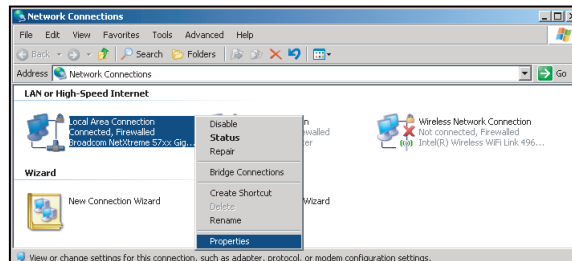 Network Connections
File Edit View Favorites Tools Advanced Help
Back Search Folders
Address Network Connections Go
LAN or High-Speed Internet
Local Area Connection
Connected, Firewalled
Broadcom NetXtreme 57xx Gig...
Disable
Status
Repair
Bridge Connections
Create Shortcut
Delete
Rename
Properties
Wireless Network Connection
Not connected, Firewalled
Intel(R) Wireless WiFi Link 496...
Wizard
New Connection Wizard
Wizard
View or change settings for this connection, such as adapter, protocol, or modem configuration settings.